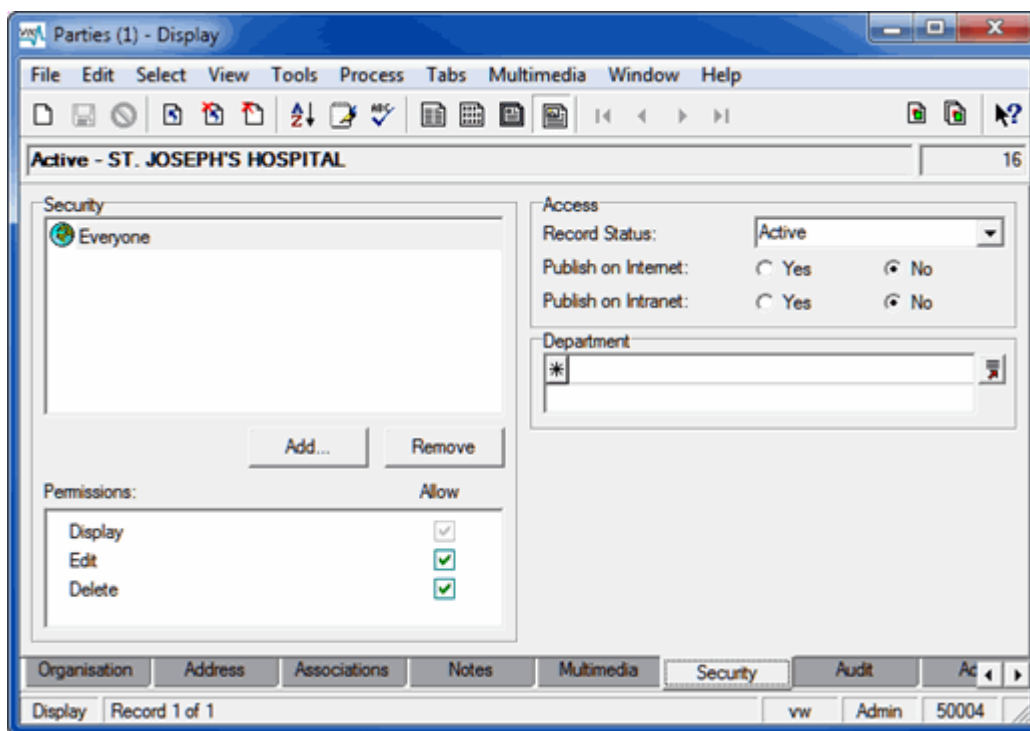 Parties (1) - Display
File Edit Select View Tools Process Tabs Multimedia Window Help
Active - ST. JOSEPH'S HOSPITAL 16
Security
Everyone
Add... Remove
Permissions: Allow
Display
Edit
Delete
Access
Record Status: Active
Publish on Internet: Yes No
Publish on Intranet: Yes No
Department
Organisation Address Associations Notes Multimedia Security Audit Ac
Display Record 1 of 1 vw Admin 50004